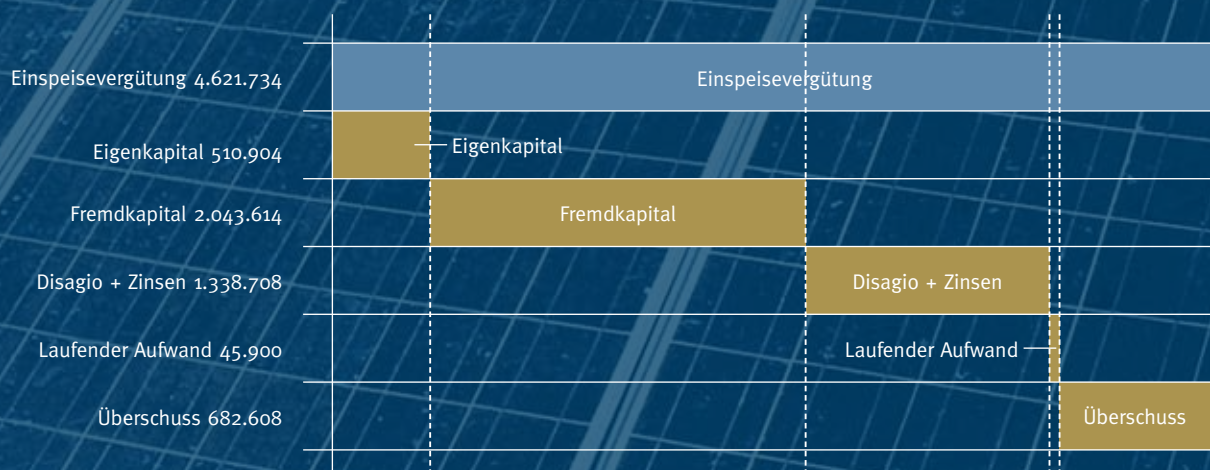 Einspeisevergütung 4.621.734
Einspeisevergütung
Eigenkapital 510.904
Eigenkapital
Fremdkapital 2.043.614
Fremdkapital
Disagio + Zinsen 1.338.708
Disagio + Zinsen
Laufender Aufwand 45.900
Laufender Aufwand
Überschuss 682.608
Überschuss